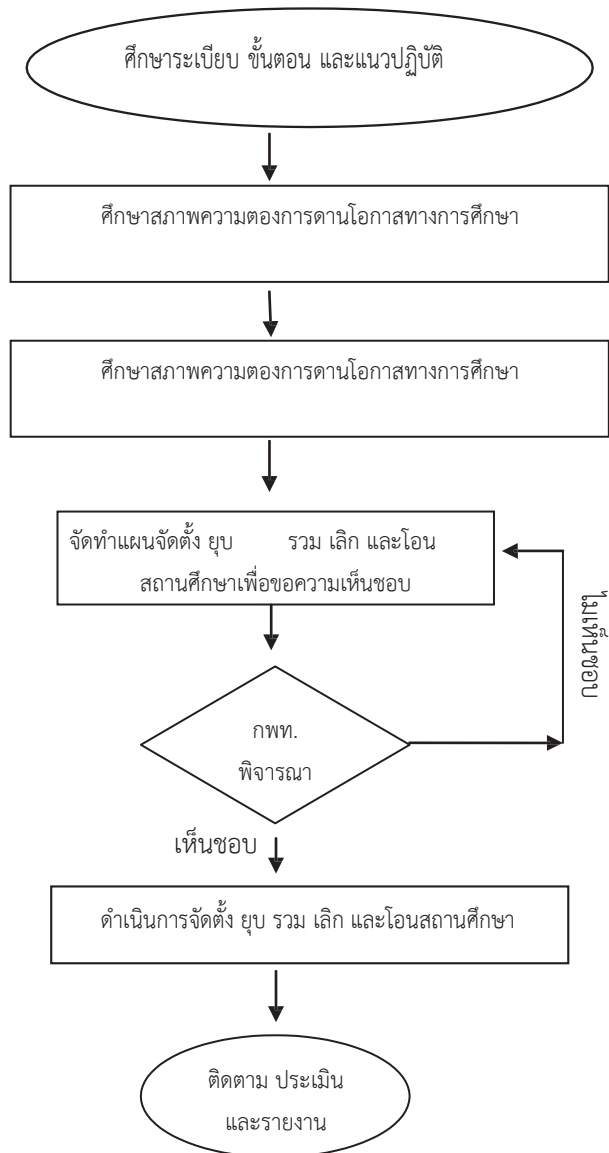 ศึกษาระเบียบ ขั้นตอน และแนวปฏิบัติ
ศึกษาสภาพความตองการดานโอกาสทางการศึกษา
ศึกษาสภาพความตองการดานโอกาสทางการศึกษา
จัดทำแผนจัดตั้ง ยุบ รวม เลิก และโอน
สถานศึกษาเพื่อขอความเห็นชอบ
ไมเห็นชอบ
กพท.
พิจารณา
เห็นชอบ
ดำเนินการจัดตั้ง ยุบ รวม เลิก และโอนสถานศึกษา
ติดตาม ประเมิน
และรายงาน